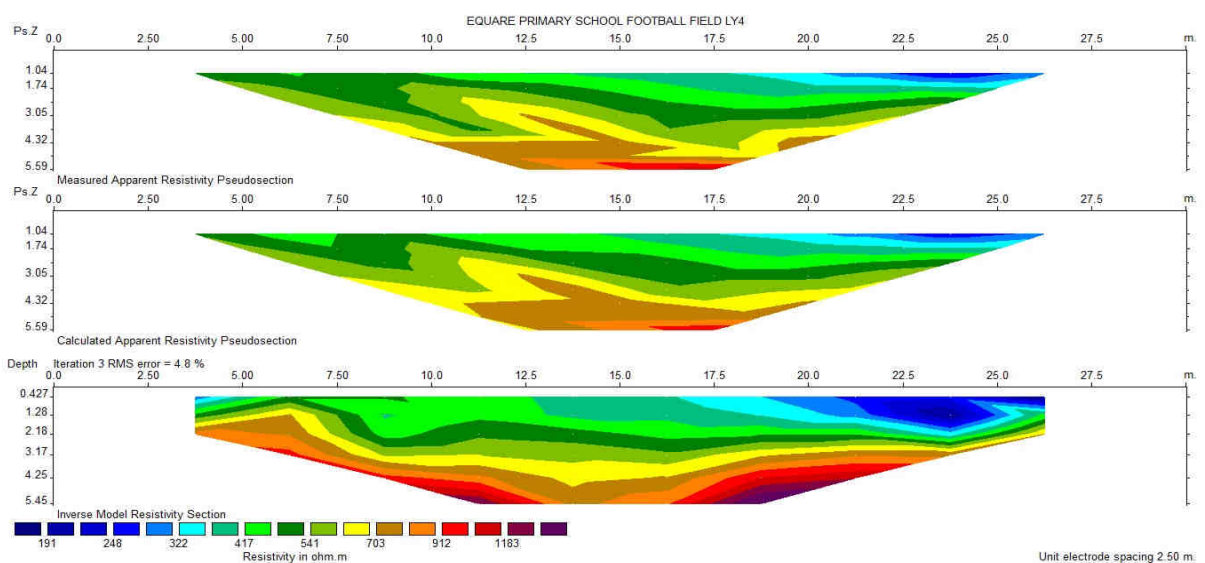 EQUARE PRIMARY SCHOOL FOOTBALL FIELD LY4
Ps.Z 0.0 2.50 5.00 7.50 10.0 12.5 15.0 17.5 20.0 22.5 25.0 27.5 m.
1.04
1.74
3.05
4.32
5.59
Measured Apparent Resistivity Pseudosection
Ps.Z 0.0 2.50 5.00 7.50 10.0 12.5 15.0 17.5 20.0 22.5 25.0 27.5 m.
1.04
1.74
3.05
4.32
5.59
Calculated Apparent Resistivity Pseudosection
Depth Iteration 3 RMS error = 4.8 %
0.0 2.50 5.00 7.50 10.0 12.5 15.0 17.5 20.0 22.5 25.0 27.5 m.
0.427
1.28
2.18
3.17
4.25
5.45
Inverse Model Resistivity Section
191 248 322 417 541 703 912 1183
Resistivity in ohm.m Unit electrode spacing 2.50 m.